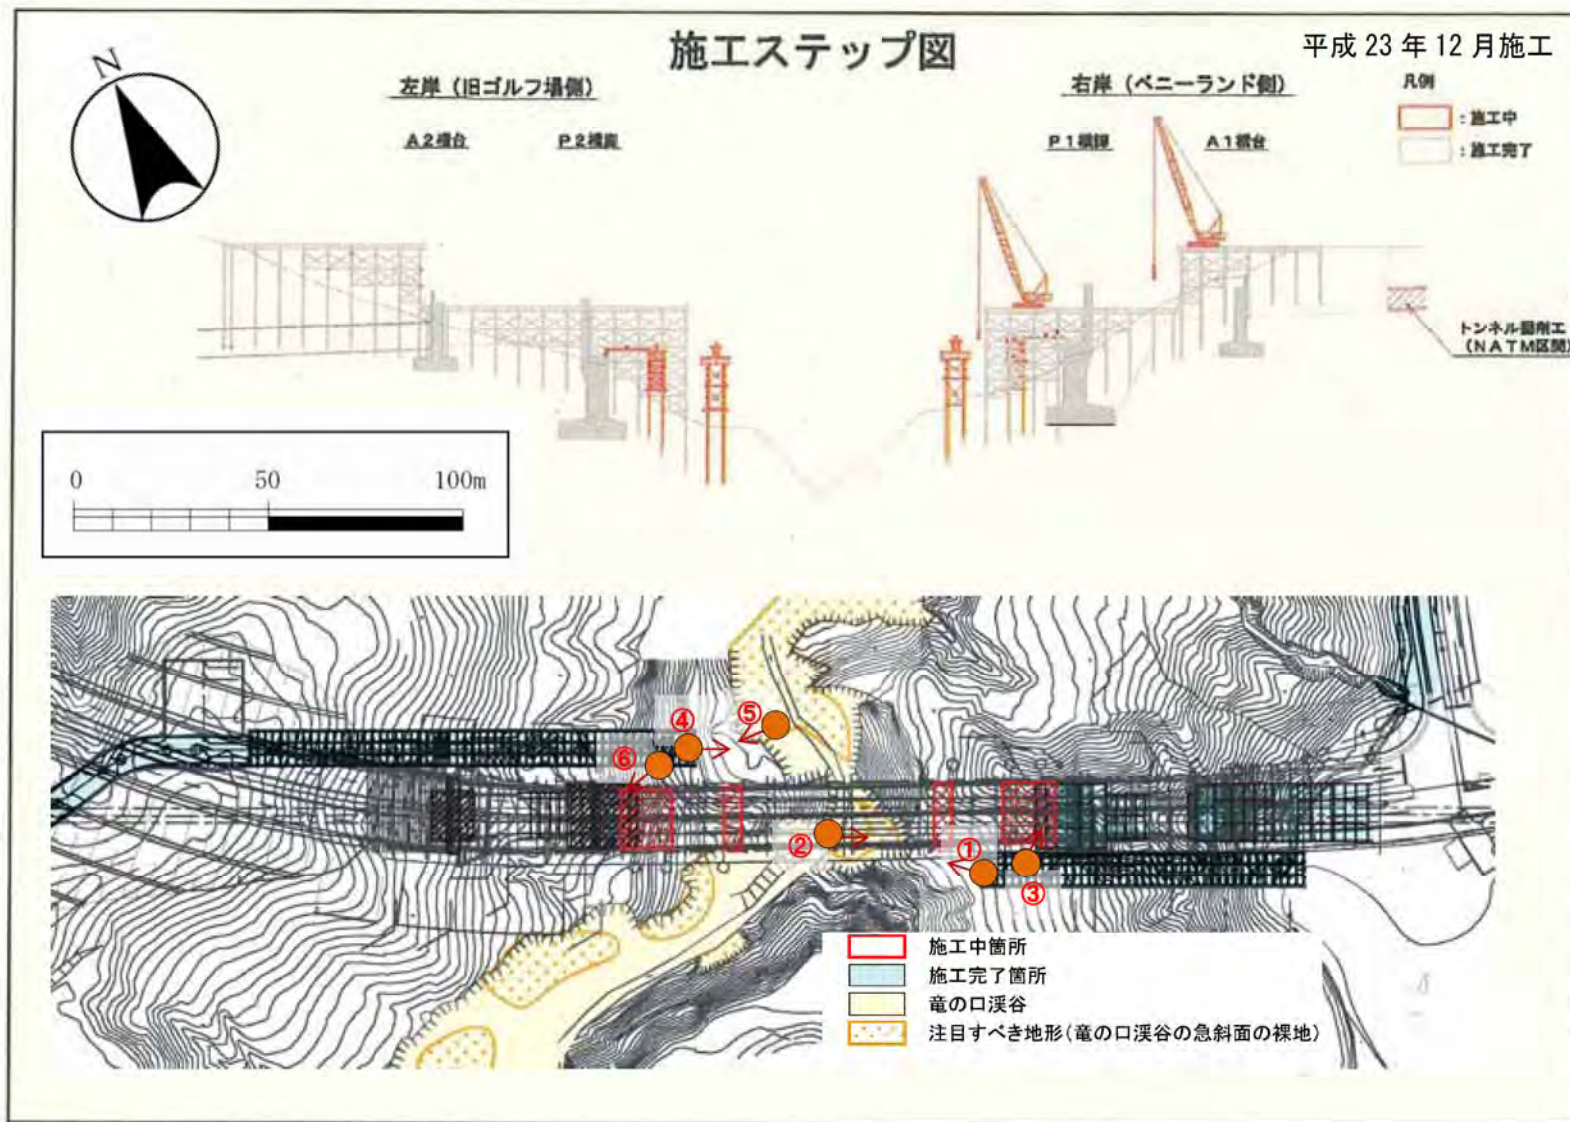 施工ステップ図
平成23年12月施工
N
左岸（旧ゴルフ場側）
右岸（ベニーランド側）
凡例
A2橋台
P2橋脚
P1橋脚
A1橋台
：施工中
：施工完了
トンネル掘削工
（NATM区間）
0 50 100m
④
⑤
⑥
②
①
③
施工中箇所
施工完了箇所
竜の口渓谷
注目すべき地形（竜の口渓谷の急斜面の裸地）